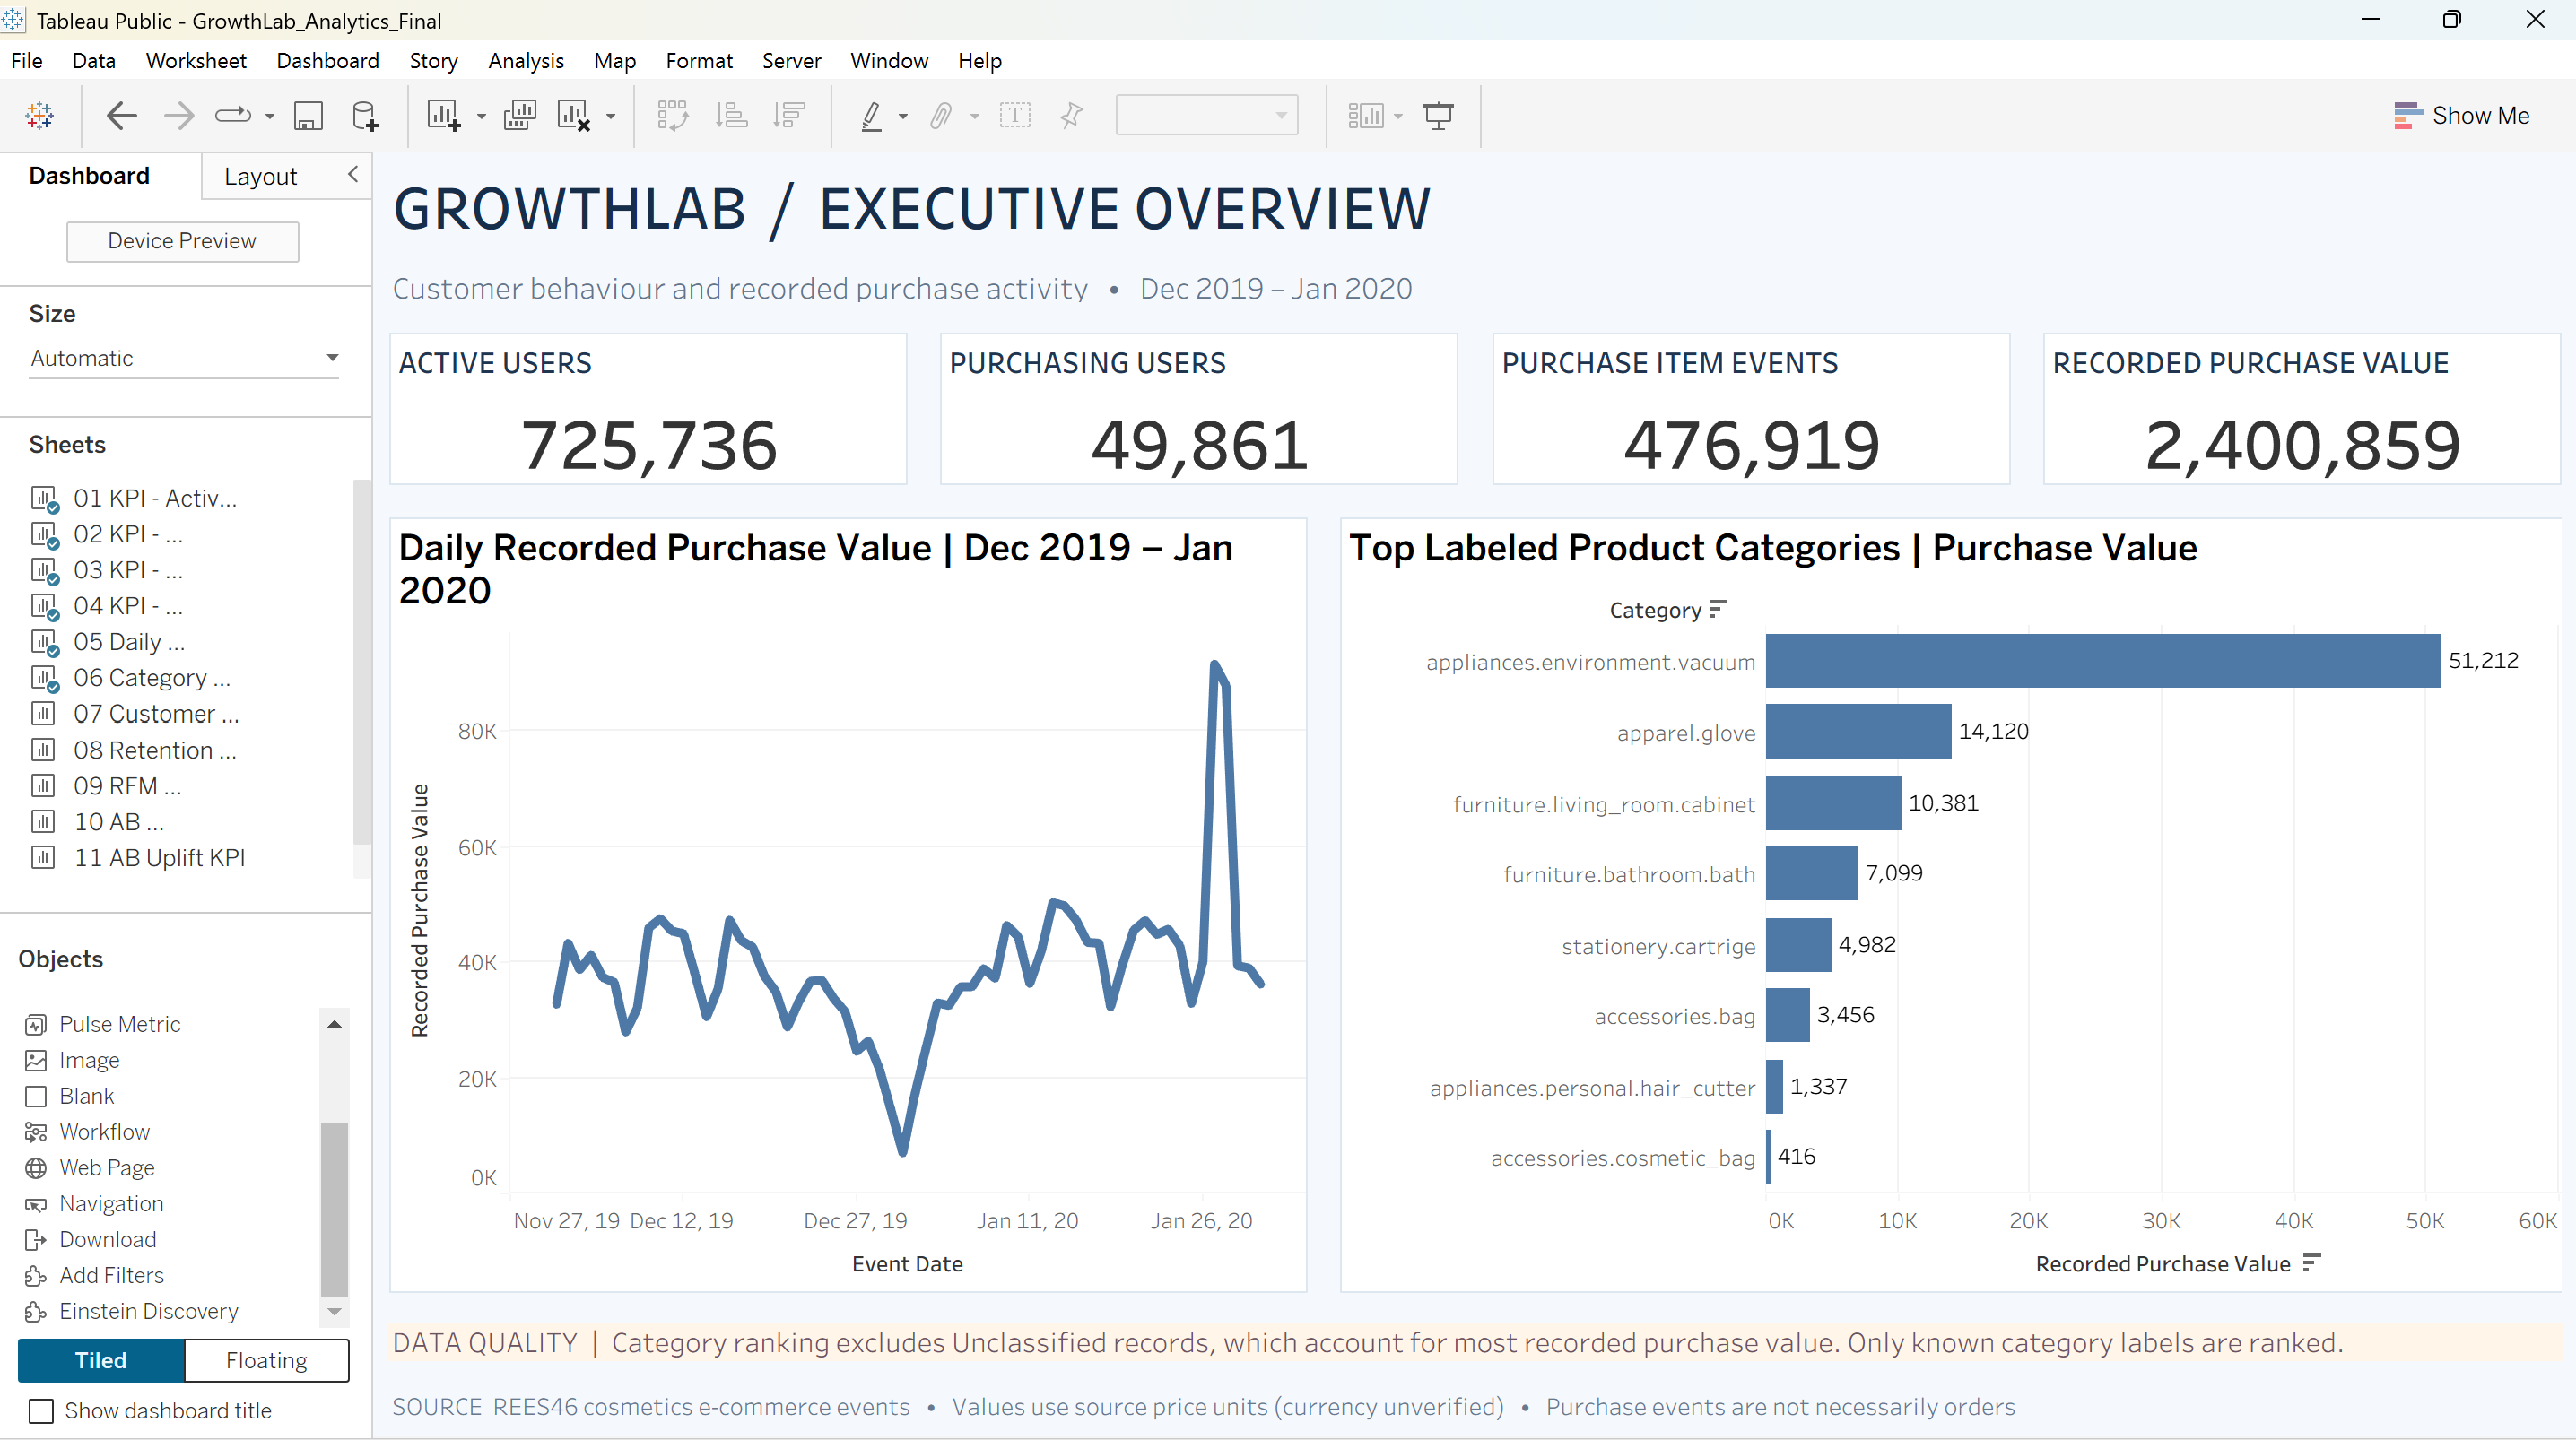 Tableau Public - GrowthLab_Analytics_Final
File Data Worksheet Dashboard Story Analysis Map Format Server Window Help
Show Me
Dashboard Layout
Device Preview
Size
Automatic
Sheets
01 KPI - Activ...
02 KPI - ...
03 KPI - ...
04 KPI - ...
05 Daily ...
06 Category ...
07 Customer ...
08 Retention ...
09 RFM ...
10 AB ...
11 AB Uplift KPI
Objects
Pulse Metric
Image
Blank
Workflow
Web Page
Navigation
Download
Add Filters
Einstein Discovery
Tiled Floating
Show dashboard title
GROWTHLAB / EXECUTIVE OVERVIEW
Customer behaviour and recorded purchase activity • Dec 2019 – Jan 2020
ACTIVE USERS
725,736
PURCHASING USERS
49,861
PURCHASE ITEM EVENTS
476,919
RECORDED PURCHASE VALUE
2,400,859
Daily Recorded Purchase Value | Dec 2019 – Jan
2020
Recorded Purchase Value
80K
60K
40K
20K
0K
Nov 27, 19 Dec 12, 19 Dec 27, 19 Jan 11, 20 Jan 26, 20
Event Date
Top Labeled Product Categories | Purchase Value
Category
appliances.environment.vacuum 51,212
apparel.glove 14,120
furniture.living_room.cabinet 10,381
furniture.bathroom.bath 7,099
stationery.cartrige 4,982
accessories.bag 3,456
appliances.personal.hair_cutter 1,337
accessories.cosmetic_bag 416
0K 10K 20K 30K 40K 50K 60K
Recorded Purchase Value
DATA QUALITY | Category ranking excludes Unclassified records, which account for most recorded purchase value. Only known category labels are ranked.
SOURCE REES46 cosmetics e-commerce events • Values use source price units (currency unverified) • Purchase events are not necessarily orders